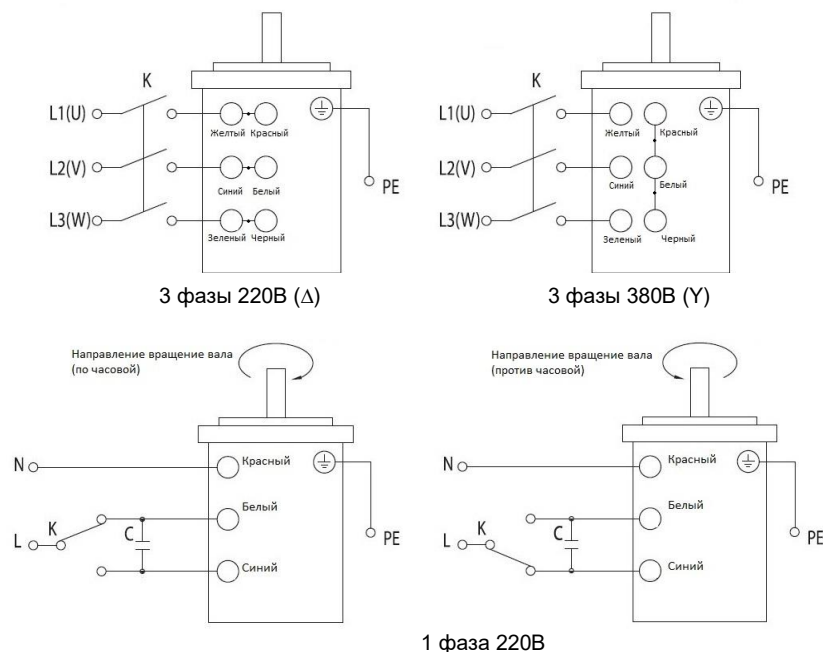 K
L1(U)
Желтый Красный
L2(V)
Синий Белый
PE
L3(W)
Зеленый Черный
3 фазы 220В (Δ)
K
L1(U)
Желтый Красный
L2(V)
Синий Белый
PE
L3(W)
Зеленый Черный
3 фазы 380В (Y)
Направление вращение вала
(по часовой)
N
Красный
Белый
K
L
C
PE
Синий
Направление вращение вала
(против часовой)
N
Красный
Белый
K
L
C
PE
Синий
1 фаза 220В